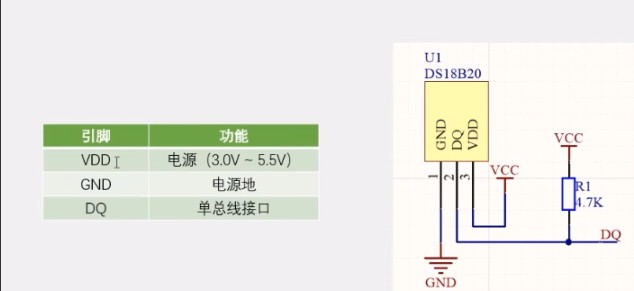 引脚 功能
VDD 电源（3.0V ~ 5.5V）
GND 电源地
DQ 单总线接口
U1
DS18B20
GND
DQ
VDD
1
2
3
VCC
VCC
R1
4.7K
DQ
GND